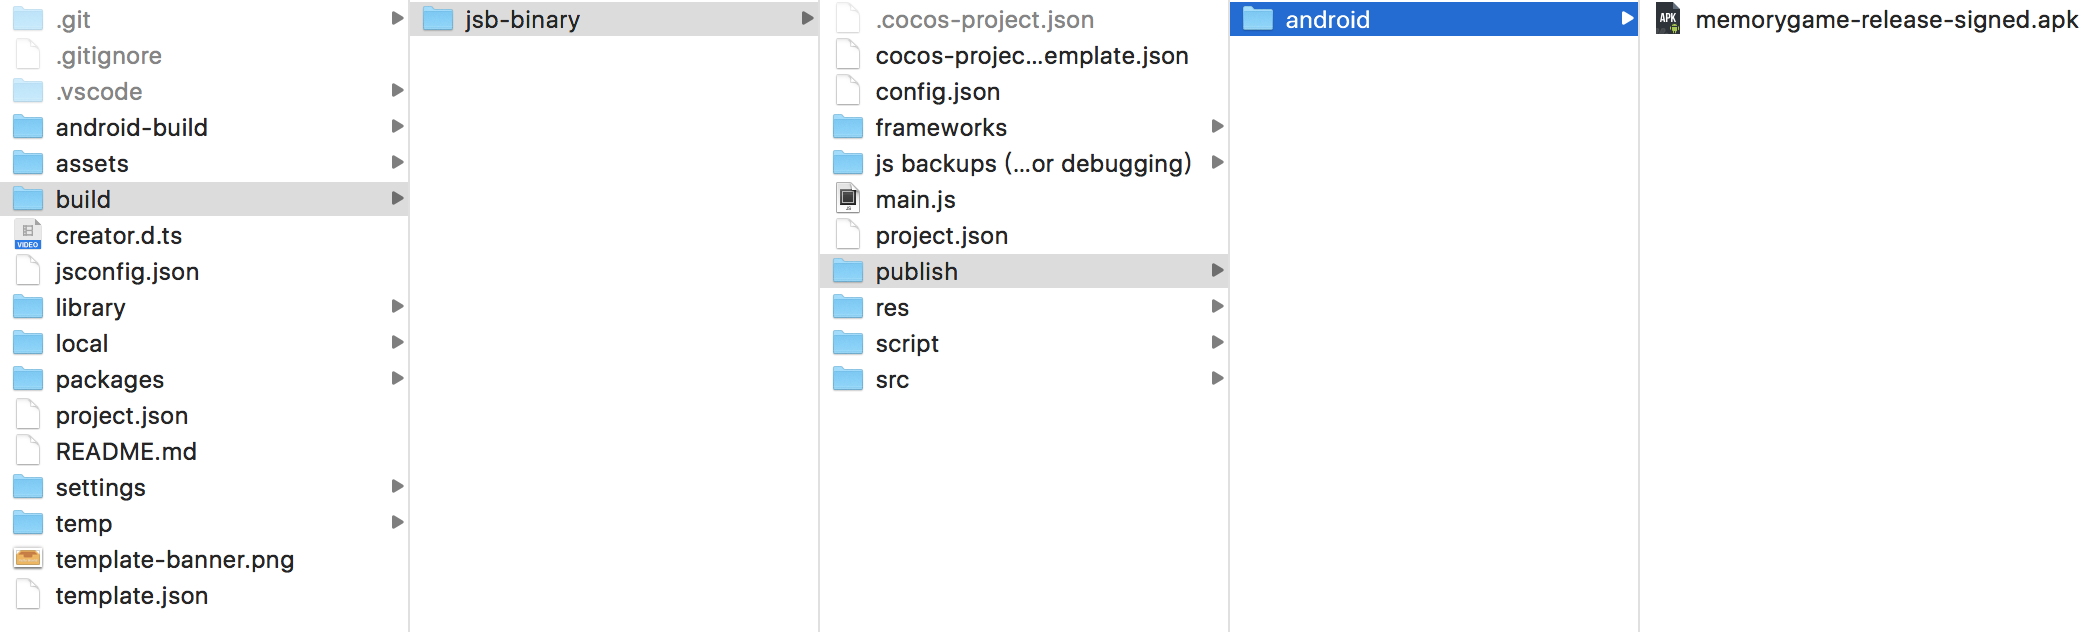 .git
.gitignore
.vscode
android-build
assets
build
creator.d.ts
VIDEO
jsconfig.json
library
local
packages
project.json
README.md
settings
temp
template-banner.png
template.json
jsb-binary
.cocos-project.json
cocos-projec...emplate.json
config.json
frameworks
js backups (...or debugging)
main.js
JS
project.json
publish
res
script
src
android
APK
memorygame-release-signed.apk